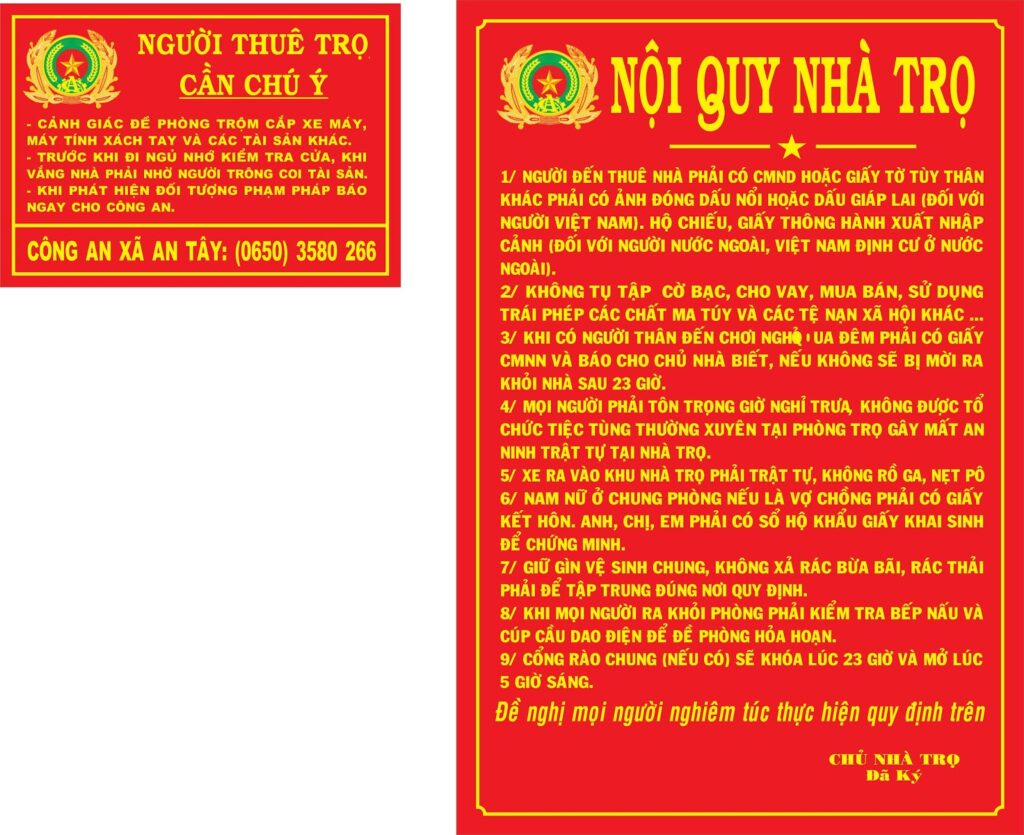 NGƯỜI THUÊ TRỌ
CẦN CHÚ Ý
- CẢNH GIÁC ĐỀ PHÒNG TRỘM CẮP XE MÁY,
MÁY TÍNH XÁCH TAY VÀ CÁC TÀI SẢN KHÁC.
- TRƯỚC KHI ĐI NGỦ NHỚ KIỂM TRA CỬA, KHI
VẮNG NHÀ PHẢI NHỜ NGƯỜI TRÔNG COI TÀI SẢN.
- KHI PHÁT HIỆN ĐỐI TƯỢNG PHẠM PHÁP BÁO
NGAY CHO CÔNG AN.
CÔNG AN XÃ AN TÂY: (0650) 3580 266
NỘI QUY NHÀ TRỌ
1/ NGƯỜI ĐẾN THUÊ NHÀ PHẢI CÓ CMND HOẶC GIẤY TỜ TÙY THÂN
KHÁC PHẢI CÓ ẢNH ĐÓNG DẤU NỔI HOẶC DẤU GIÁP LAI (ĐỐI VỚI
NGƯỜI VIỆT NAM). HỘ CHIẾU, GIẤY THÔNG HÀNH XUẤT NHẬP
CẢNH (ĐỐI VỚI NGƯỜI NƯỚC NGOÀI, VIỆT NAM ĐỊNH CƯ Ở NƯỚC
NGOÀI).
2/ KHÔNG TỤ TẬP CỜ BẠC, CHO VAY, MUA BÁN, SỬ DỤNG
TRÁI PHÉP CÁC CHẤT MA TÚY VÀ CÁC TỆ NẠN XÃ HỘI KHÁC ...
3/ KHI CÓ NGƯỜI THÂN ĐẾN CHƠI UA ĐÊM PHẢI CÓ GIẤY
CMNN VÀ BÁO CHO CHỦ NHÀ BIẾT, NẾU KHÔNG SẼ BỊ MỜI RA
KHỎI NHÀ SAU 23 GIỜ.
4/ MỌI NGƯỜI PHẢI TÔN TRỌNG GIỜ NGHỈ TRƯA, KHÔNG ĐƯỢC TỔ
CHỨC TIỆC TÙNG THƯỜNG XUYÊN TẠI PHÒNG TRỌ GÂY MẤT AN
NINH TRẬT TỰ TẠI NHÀ TRỌ.
5/ XE RA VÀO KHU NHÀ TRỌ PHẢI TRẬT TỰ, KHÔNG RỒ GA, NẸT PÔ
6/ NAM NỮ Ở CHUNG PHÒNG NẾU LÀ VỢ CHỒNG PHẢI CÓ GIẤY
KẾT HÔN. ANH, CHỊ, EM PHẢI CÓ SỔ HỘ KHẨU GIẤY KHAI SINH
ĐỂ CHỨNG MINH.
7/ GIỮ GÌN VỆ SINH CHUNG, KHÔNG XẢ RÁC BỪA BÃI, RÁC THẢI
PHẢI ĐỂ TẬP TRUNG ĐÚNG NƠI QUY ĐỊNH.
8/ KHI MỌI NGƯỜI RA KHỎI PHÒNG PHẢI KIỂM TRA BẾP NẤU VÀ
CÚP CẦU DAO ĐIỆN ĐỂ ĐỀ PHÒNG HỎA HOẠN.
9/ CỔNG RÀO CHUNG (NẾU CÓ) SẼ KHÓA LÚC 23 GIỜ VÀ MỞ LÚC
5 GIỜ SÁNG.
Đề nghị mọi người nghiêm túc thực hiện quy định trên
CHỦ NHÀ TRỌ
Đã Ký